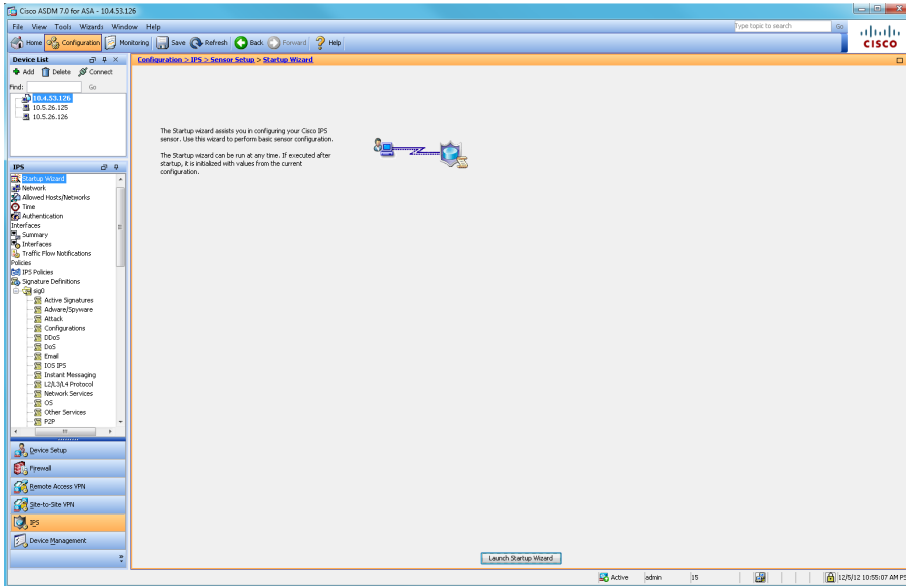 Cisco ASDM 7.0 for ASA - 10.4.53.126
File View Tools Wizards Window Help
Type topic to search Go
Home Configuration Monitoring Save Refresh Back Forward Help
CISCO
Device List
Add Delete Connect
Find: Go
10.4.53.126
10.5.26.125
10.5.26.126
Configuration > IPS > Sensor Setup > Startup Wizard
The Startup wizard assists you in configuring your Cisco IPS
sensor. Use this wizard to perform basic sensor configuration.
The Startup wizard can be run at any time. If executed after
startup, it is initialized with values from the current
configuration.
IPS
Startup Wizard
Network
Allowed Hosts/Networks
Time
Authentication
Interfaces
Summary
Interfaces
Traffic Flow Notifications
Policies
IPS Policies
Signature Definitions
sig0
Active Signatures
Adware/Spyware
Attack
Configurations
DDoS
DoS
Email
IOS IPS
Instant Messaging
L2/L3/L4 Protocol
Network Services
OS
Other Services
P2P
Device Setup
Firewall
Remote Access VPN
Site-to-Site VPN
IPS
Device Management
Launch Startup Wizard
Active admin 15 12/5/12 10:55:07 AM PS